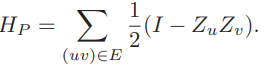 H_P = \sum_{(uv) \in E} \frac{1}{2}(I - Z_u Z_v).